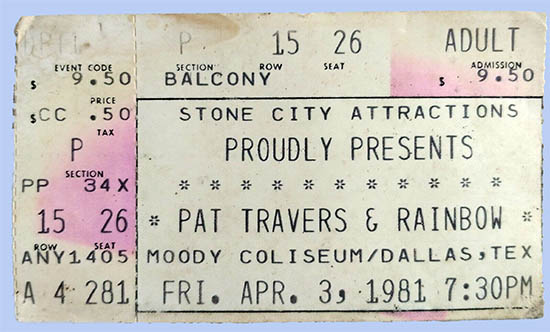 P 15 26 ADULT
EVENT CODE SECTION ROW SEAT ADMISSION
$ 9.50 BALCONY $ 9.50
PRICE
$CC .50 STONE CITY ATTRACTIONS
TAX
P PROUDLY PRESENTS
SECTION
PP 34X * * * * * * * * * * *
15 26 * PAT TRAVERS & RAINBOW *
ROW SEAT
ANY1405 MOODY COLISEUM/DALLAS,TEX
A 4 281 FRI. APR. 3, 1981 7:30PM